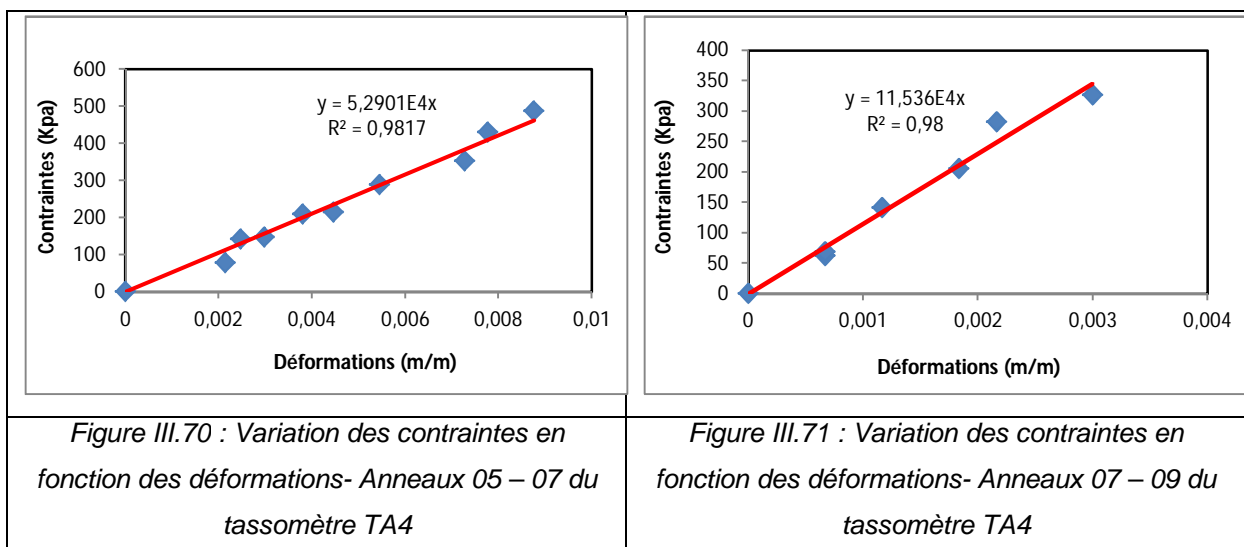 600
500
400
300
200
100
0
Contraintes (Kpa)
y = 5,2901E4x
R² = 0,9817
0 0,002 0,004 0,006 0,008 0,01
Déformations (m/m)
400
350
300
250
200
150
100
50
0
Contraintes (Kpa)
y = 11,536E4x
R² = 0,98
0 0,001 0,002 0,003 0,004
Déformations (m/m)
Figure III.70 : Variation des contraintes en
fonction des déformations- Anneaux 05 – 07 du
tassomètre TA4
Figure III.71 : Variation des contraintes en
fonction des déformations- Anneaux 07 – 09 du
tassomètre TA4